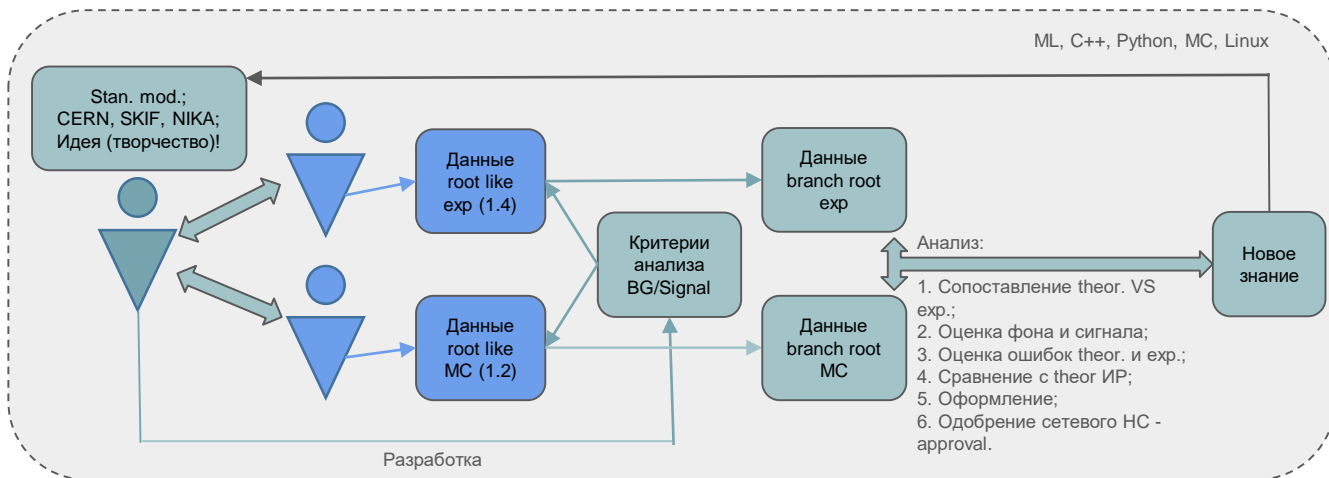 ML, C++, Python, MC, Linux
Stan. mod.;
CERN, SKIF, NIKA;
Идея (творчество)!
Данные
root like
exp (1.4)
Данные
branch root
exp
Критерии
анализа
BG/Signal
Данные
root like
MC (1.2)
Данные
branch root
MC
Анализ:
1. Сопоставление theor. VS
exp.;
2. Оценка фона и сигнала;
3. Оценка ошибок theor. и exp.;
4. Сравнение с theor ИР;
5. Оформление;
6. Одобрение сетевого НС -
approval.
Новое
знание
Разработка